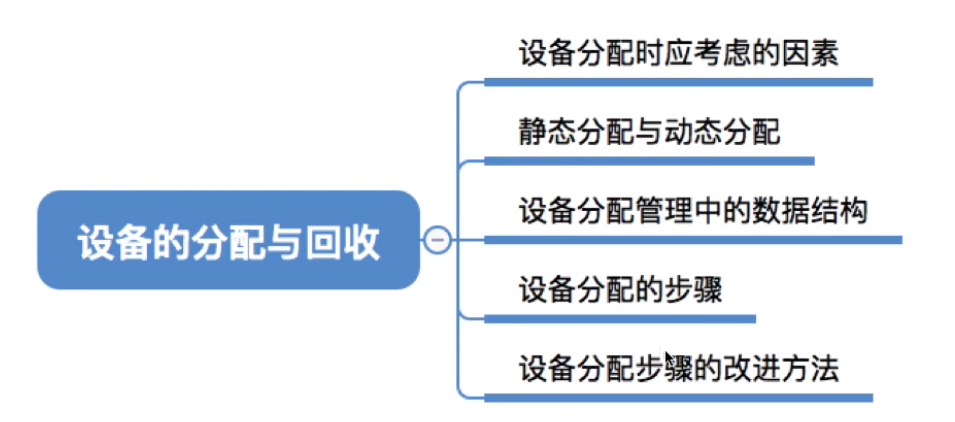 设备分配时应考虑的因素
静态分配与动态分配
设备的分配与回收
设备分配管理中的数据结构
设备分配的步骤
设备分配步骤的改进方法